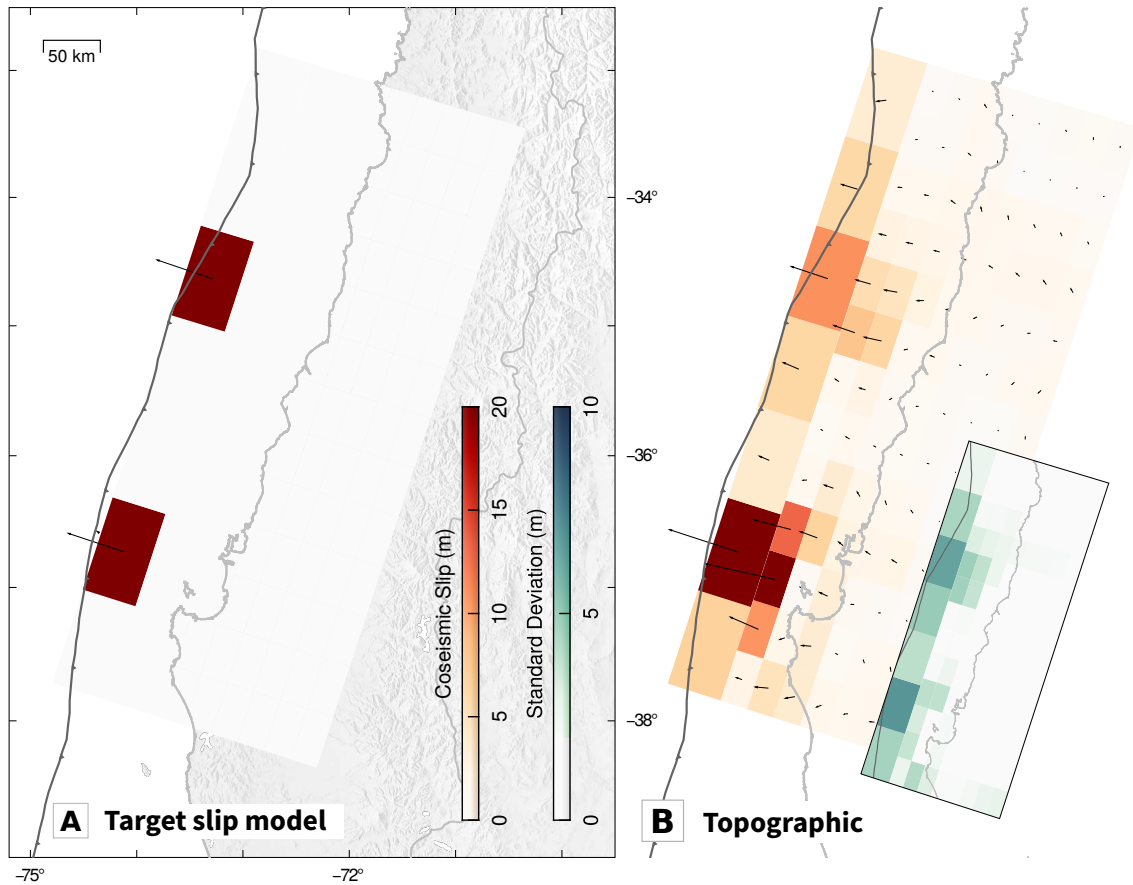 50 km
−34°
−36°
−38°
20
15
10
5
0
Coseismic Slip (m)
10
5
0
Standard Deviation (m)
A Target slip model
B Topographic
−75°
−72°